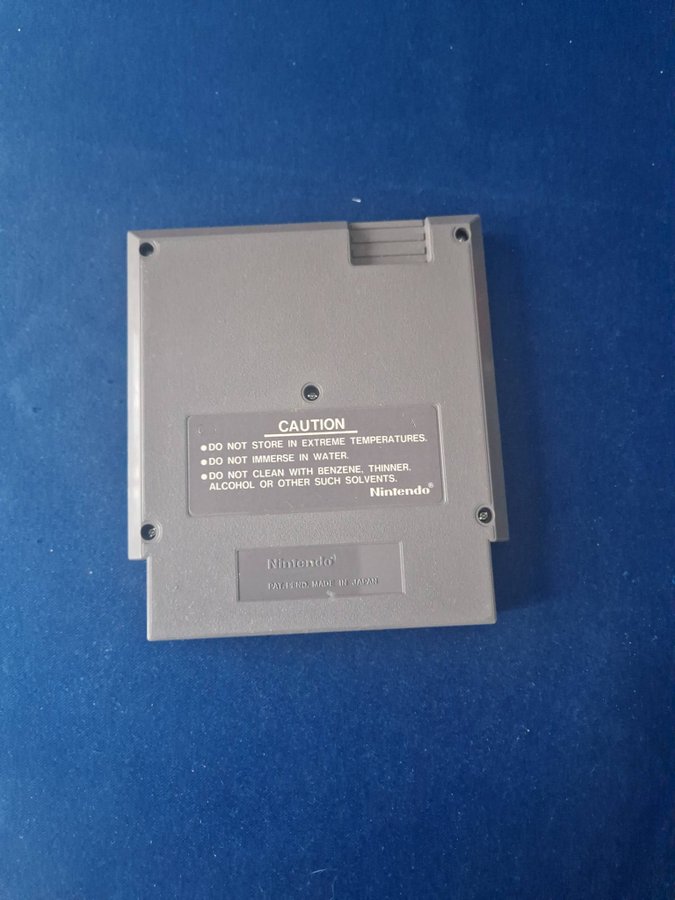 CAUTION
●DO NOT STORE IN EXTREME TEMPERATURES.
●DO NOT IMMERSE IN WATER.
●DO NOT CLEAN WITH BENZENE, THINNER,
ALCOHOL OR OTHER SUCH SOLVENTS.
Nintendo®
Nintendo®
PAT. PEND. MADE IN JAPAN